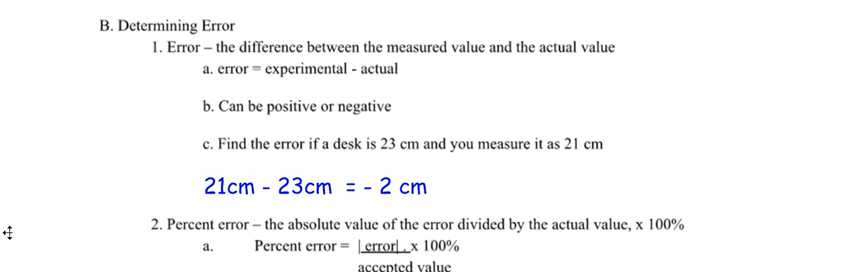 B. Determining Error
1. Error – the difference between the measured value and the actual value
a. error = experimental - actual
b. Can be positive or negative
c. Find the error if a desk is 23 cm and you measure it as 21 cm
21cm - 23cm = - 2 cm
2. Percent error – the absolute value of the error divided by the actual value, x 100%
a. Percent error = | error| . x 100%
accepted value